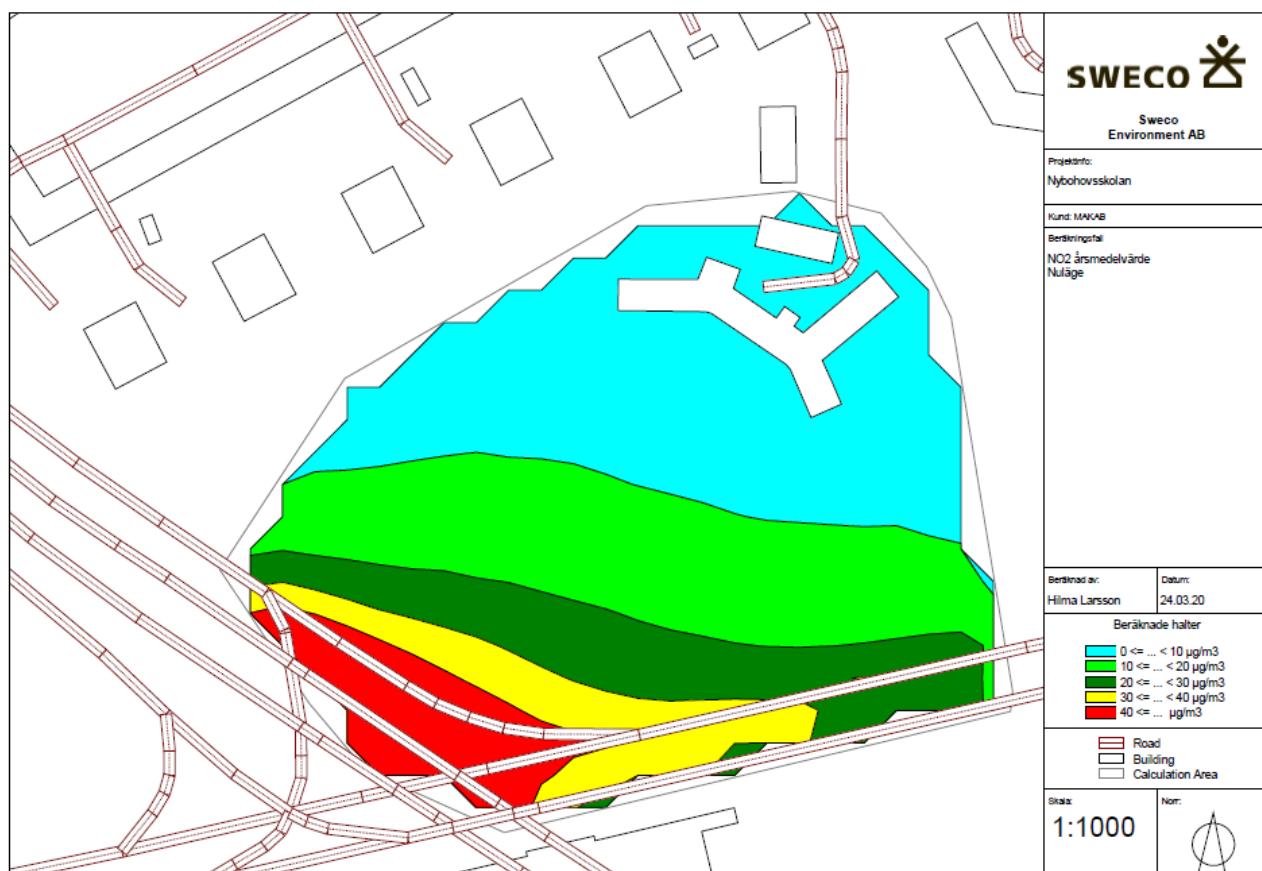 SWECO
Sweco
Environment AB
Projektinfo:
Nybohovsskolan
Kund: MAKAB
Beräkningsfall
NO2 årsmedelvärde
Nuläge
Beräknad av:
Hilma Larsson
Datum:
24.03.20
Beräknade halter
0 <= ... < 10 µg/m3
10 <= ... < 20 µg/m3
20 <= ... < 30 µg/m3
30 <= ... < 40 µg/m3
40 <= ... µg/m3
Road
Building
Calculation Area
Skala:
1:1000
Norr: